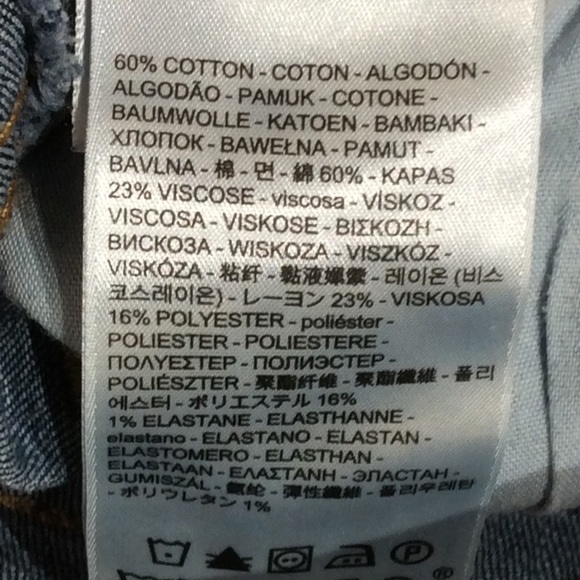 60% COTTON - COTON - ALGODÓN -
ALGODÃO - PAMUK - COTONE -
BAUMWOLLE - KATOEN - BAMBAKI -
ХЛОПОК - BAWEŁNA - PAMUT -
BAVLNA - 棉 - 면 - 綿 60% - KAPAS
23% VISCOSE - viscosa - VİSKOZ -
VISCOSA - VISKOSE - ΒΙΣΚΟΖΗ -
ВИСКОЗА - WISKOZA - VISZKÓZ -
VISKÓZA - 粘纤 - 黏液嫘縈 - 레이온 (비스
코스레이온) - レーヨン 23% - VISKOSA
16% POLYESTER - poliéster -
POLIESTER - POLIESTERE -
ΠΟΛΥΕΣΤΕΡ - ПОЛИЭСТЕР -
POLIÉSZTER - 聚酯纤维 - 聚酯纖維 - 폴리
에스터 - ポリエステル 16%
1% ELASTANE - ELASTHANNE -
elastano - ELASTANO - ELASTAN -
ELASTOMERO - ELASTHAN -
ELASTAAN - ΕΛΑΣΤΑΝΗ - ЭЛАСТАН -
GUMISZÁL - 氨纶 - 彈性纖維 - 폴리우레탄
- ポリウレタン 1%
P
®